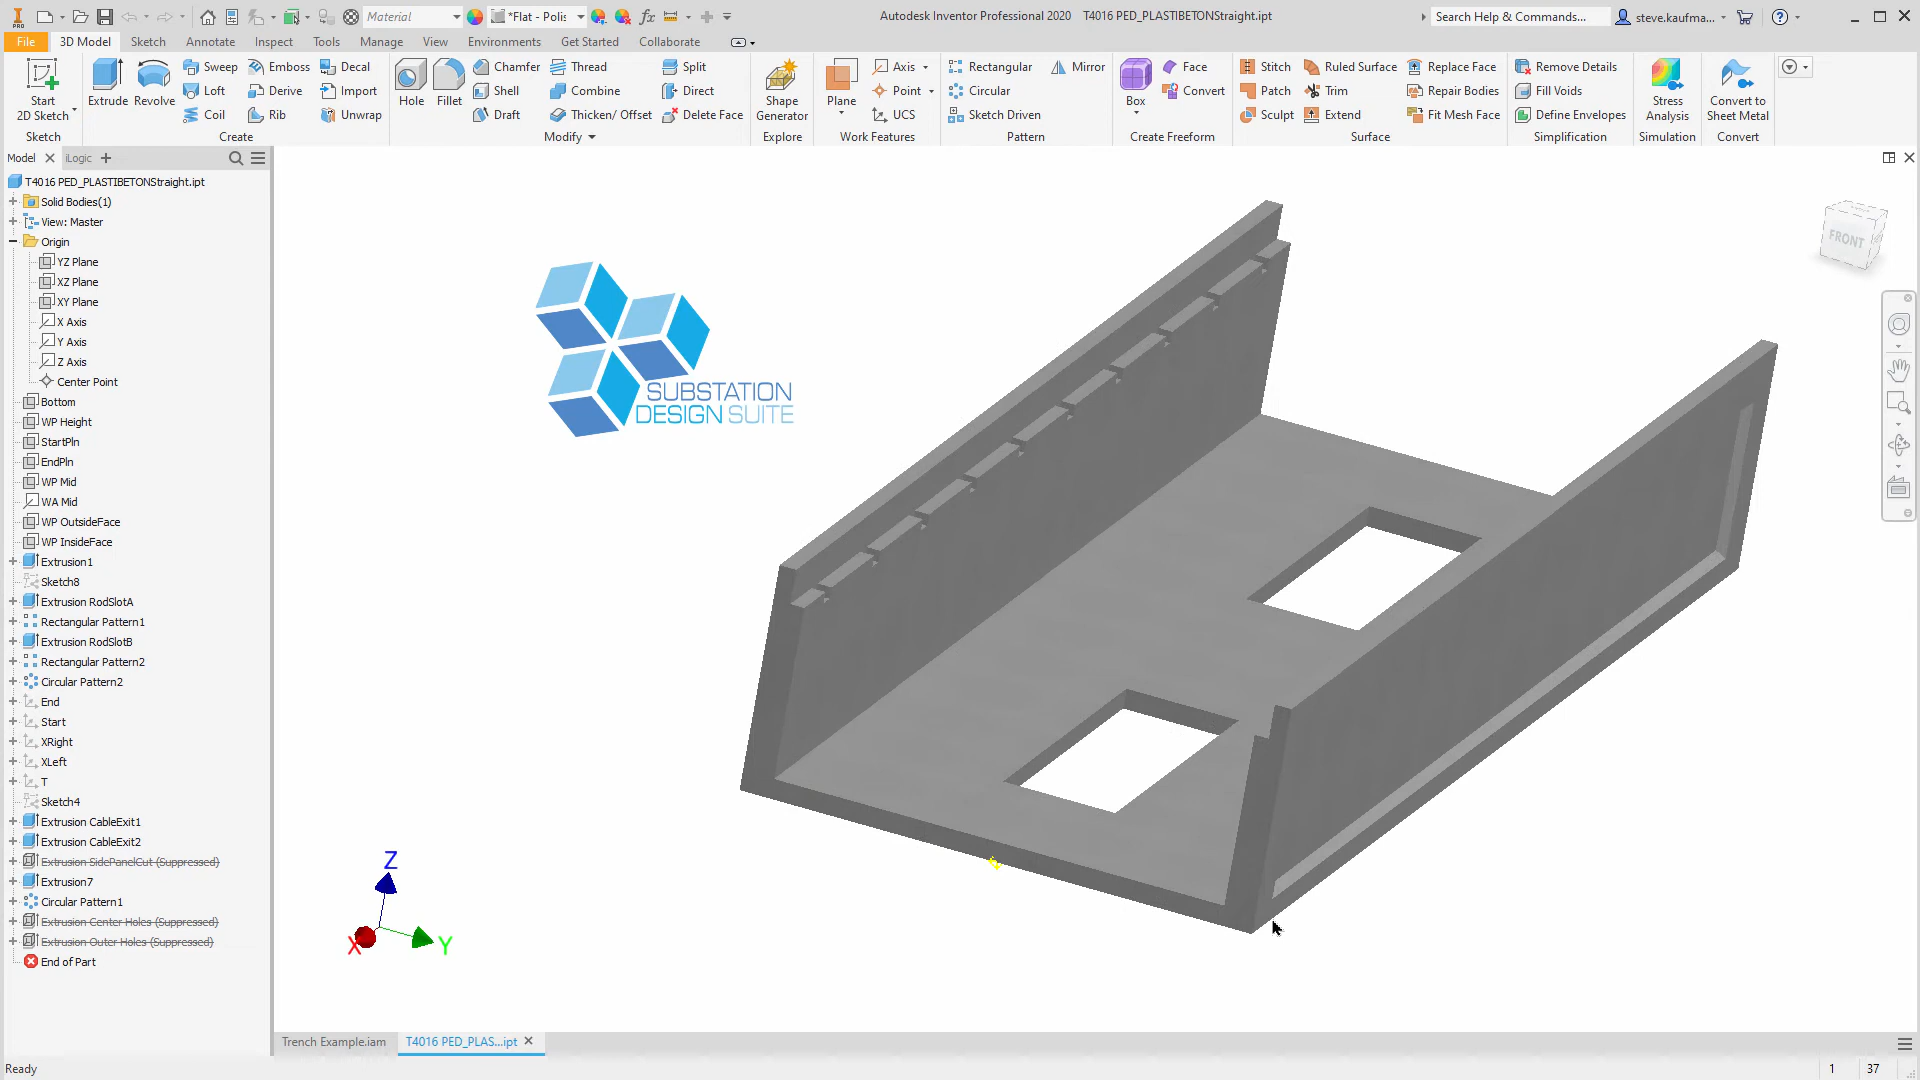 Material
*Flat - Polis
Autodesk Inventor Professional 2020 T4016 PED_PLASTIBETONStraight.ipt
Search Help & Commands...
steve.kaufma...
File
3D Model
Sketch
Annotate
Inspect
Tools
Manage
View
Environments
Get Started
Collaborate
Start
2D Sketch
Sketch
Extrude
Revolve
Sweep
Loft
Coil
Emboss
Derive
Rib
Decal
Import
Unwrap
Create
Hole
Fillet
Chamfer
Shell
Draft
Thread
Combine
Thicken/ Offset
Split
Direct
Delete Face
Modify
Shape
Generator
Explore
Plane
Axis
Point
UCS
Work Features
Rectangular
Circular
Sketch Driven
Mirror
Pattern
Box
Face
Convert
Create Freeform
Stitch
Patch
Sculpt
Ruled Surface
Trim
Extend
Replace Face
Repair Bodies
Fit Mesh Face
Surface
Remove Details
Fill Voids
Define Envelopes
Simplification
Stress
Analysis
Simulation
Convert to
Sheet Metal
Convert
Model
iLogic
T4016 PED_PLASTIBETONStraight.ipt
Solid Bodies(1)
View: Master
Origin
YZ Plane
XZ Plane
XY Plane
X Axis
Y Axis
Z Axis
Center Point
Bottom
WP Height
StartPln
EndPln
WP Mid
WA Mid
WP OutsideFace
WP InsideFace
Extrusion1
Sketch8
Extrusion RodSlotA
Rectangular Pattern1
Extrusion RodSlotB
Rectangular Pattern2
Circular Pattern2
End
Start
XRight
XLeft
T
Sketch4
Extrusion CableExit1
Extrusion CableExit2
Extrusion SidePanelCut (Suppressed)
Extrusion7
Circular Pattern1
Extrusion Center Holes (Suppressed)
Extrusion Outer Holes (Suppressed)
End of Part
SUBSTATION
DESIGN SUITE
FRONT
Z
X
Y
Trench Example.iam
T4016 PED_PLAS...ipt
Ready
1
37